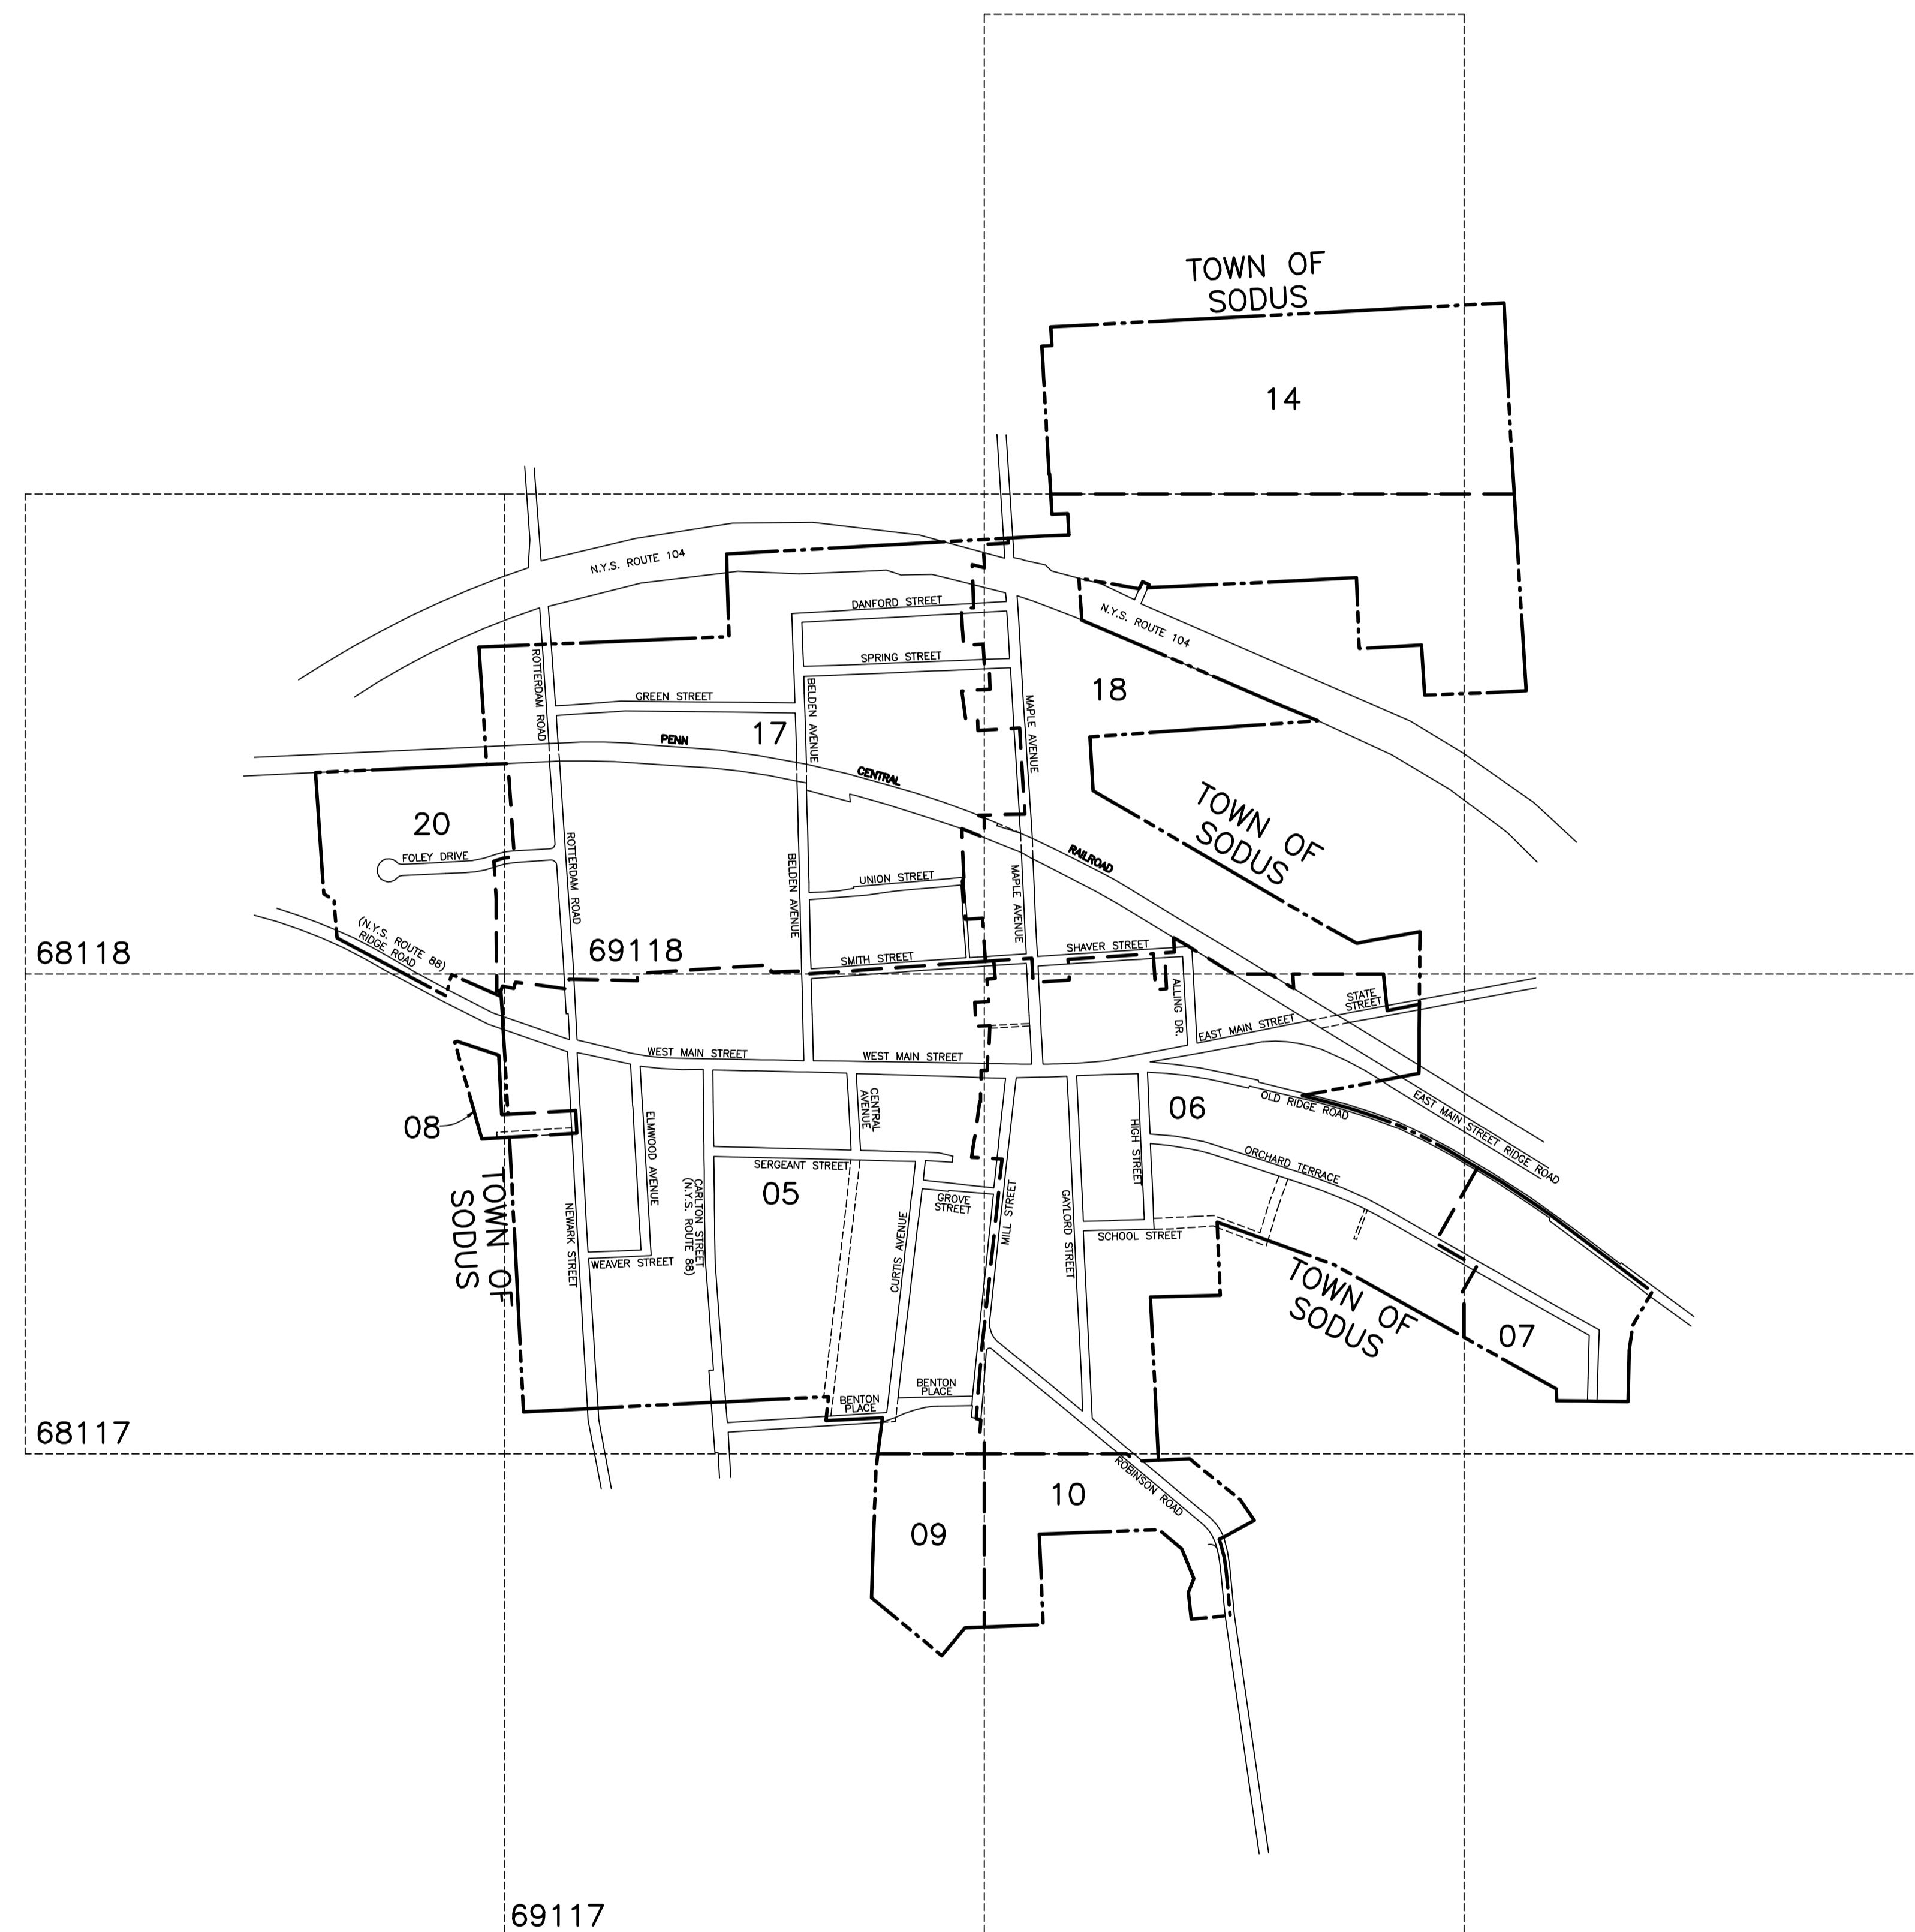 TOWN OF
SODUS
14
N.Y.S. ROUTE 104
DANFORD STREET
N.Y.S. ROUTE 104
SPRING STREET
ROTTERDAM ROAD
GREEN STREET
BELDEN AVENUE
MAPLE AVENUE
18
17
PENN
CENTRAL
RAILROAD
TOWN OF
SODUS
20
FOLEY DRIVE
ROTTERDAM ROAD
BELDEN AVENUE
UNION STREET
MAPLE AVENUE
(N.Y.S. ROUTE 88)
RIDGE ROAD
68118
69118
SMITH STREET
SHAVER STREET
ALLING DR.
STATE
STREET
EAST MAIN STREET
WEST MAIN STREET
WEST MAIN STREET
08
ELMWOOD AVENUE
CENTRAL
AVENUE
06
OLD RIDGE ROAD
EAST MAIN STREET RIDGE ROAD
HIGH STREET
ORCHARD TERRACE
SERGEANT STREET
05
TOWN OF
SODUS
NEWARK STREET
CARLTON STREET
(N.Y.S. ROUTE 88)
GROVE
STREET
MILL STREET
GAYLORD STREET
CURTIS AVENUE
SCHOOL STREET
WEAVER STREET
TOWN OF
SODUS
07
BENTON
PLACE
BENTON
PLACE
68117
ROBINSON ROAD
10
09
69117